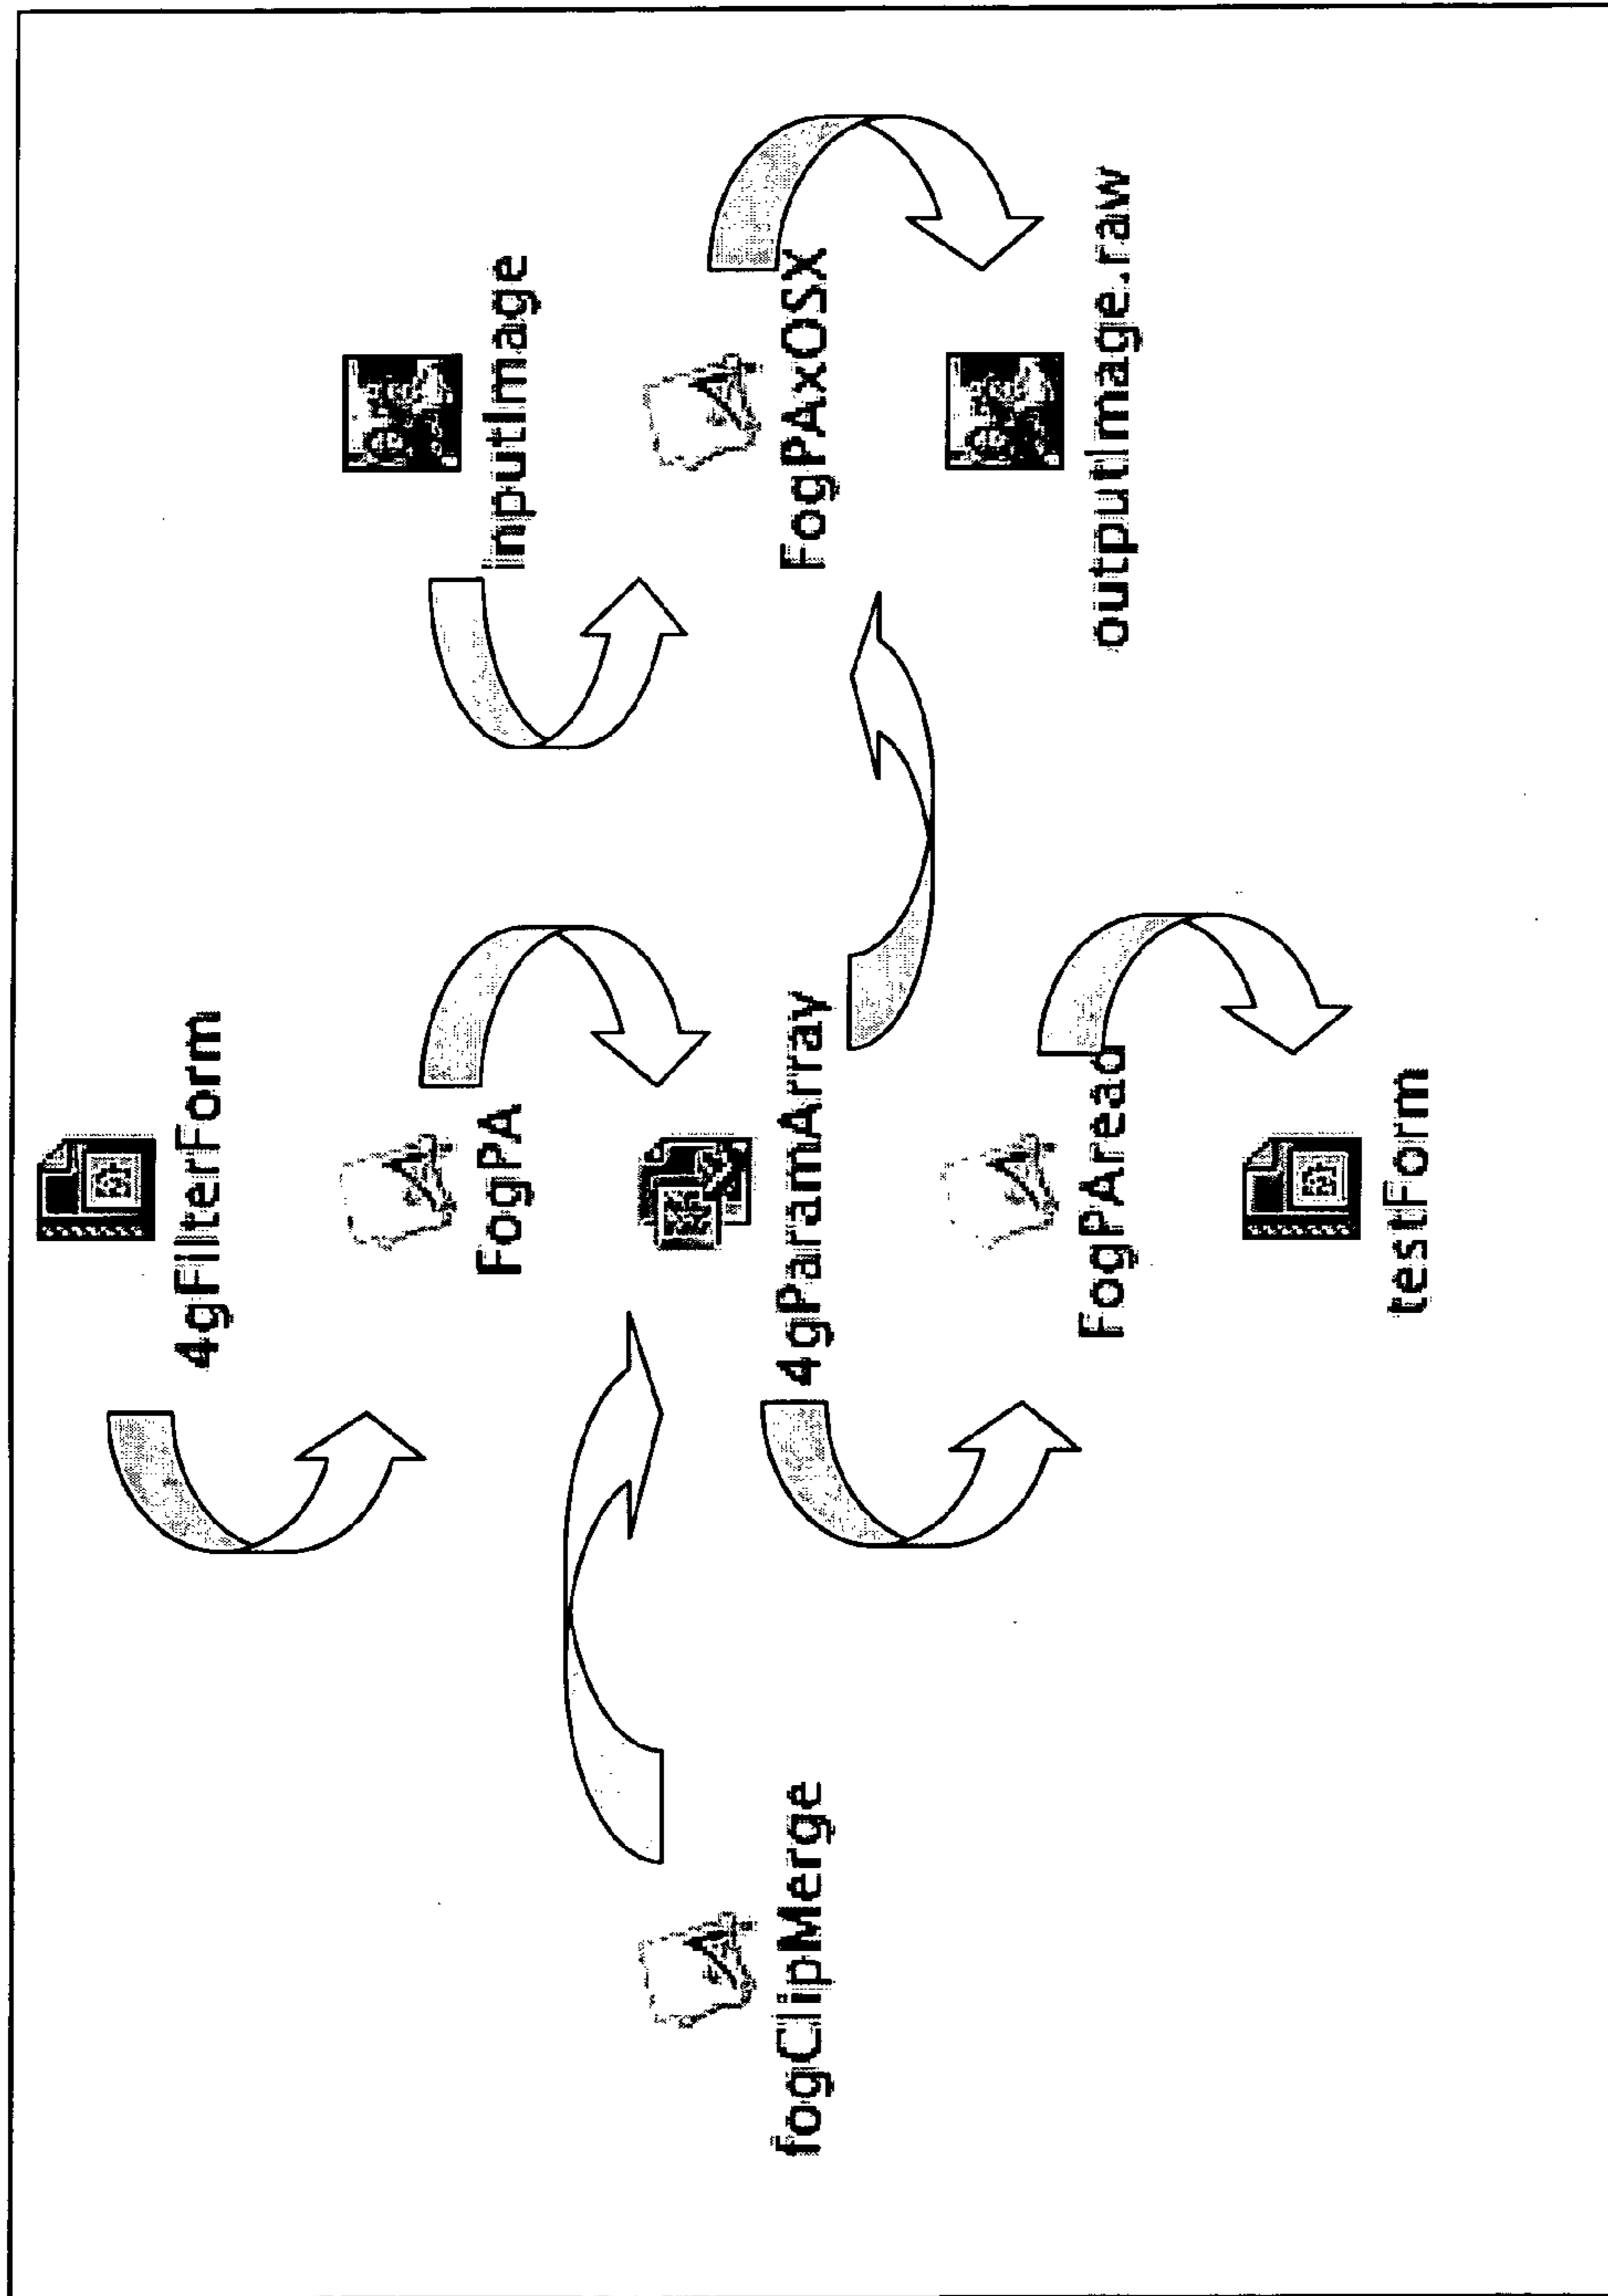 4gFilterForm
FogPA
inputImage
fogClipMerge
4gParamArray
FogPAxOSX
FogPAread
outputImage.raw
testForm